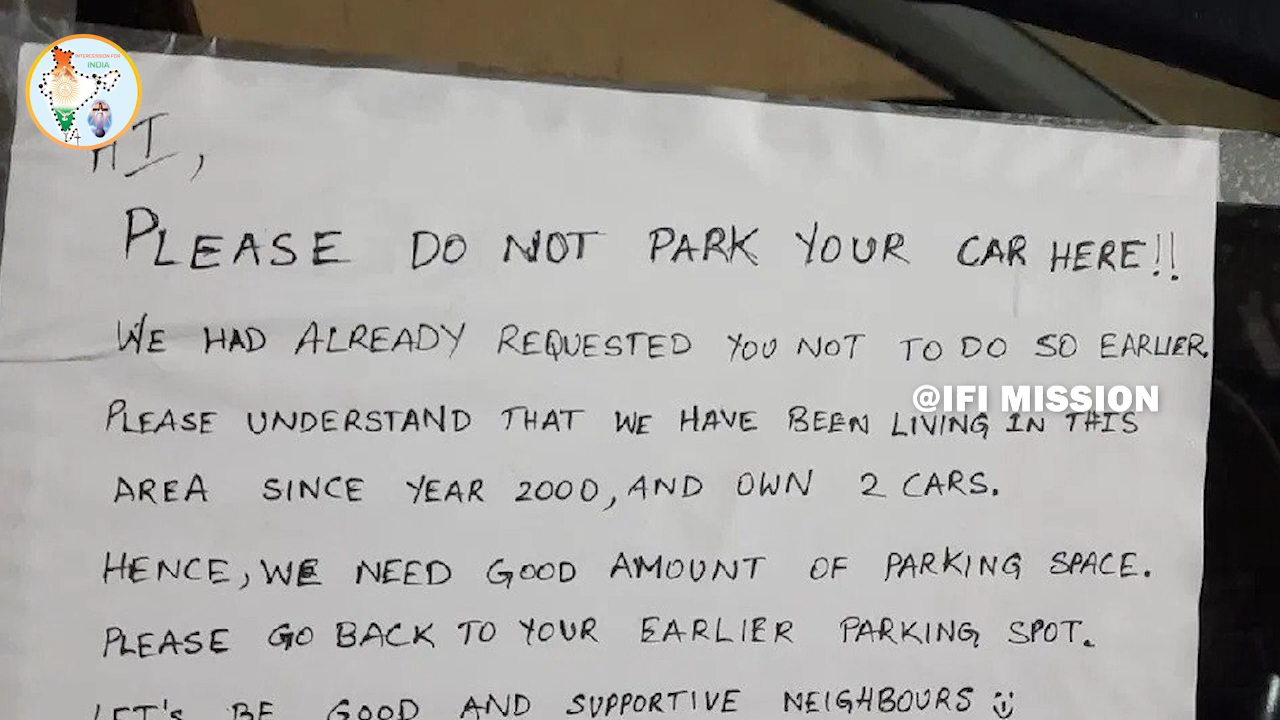 INTERCESSION FOR
INDIA
YA
HI,
PLEASE DO NOT PARK YOUR CAR HERE!!
WE HAD ALREADY REQUESTED YOU NOT TO DO SO EARLIER.
@IFI MISSION
PLEASE UNDERSTAND THAT WE HAVE BEEN LIVING IN THIS
AREA SINCE YEAR 2000, AND OWN 2 CARS.
HENCE, WE NEED GOOD AMOUNT OF PARKING SPACE.
PLEASE GO BACK TO YOUR EARLIER PARKING SPOT.
LET'S BE GOOD AND SUPPORTIVE NEIGHBOURS